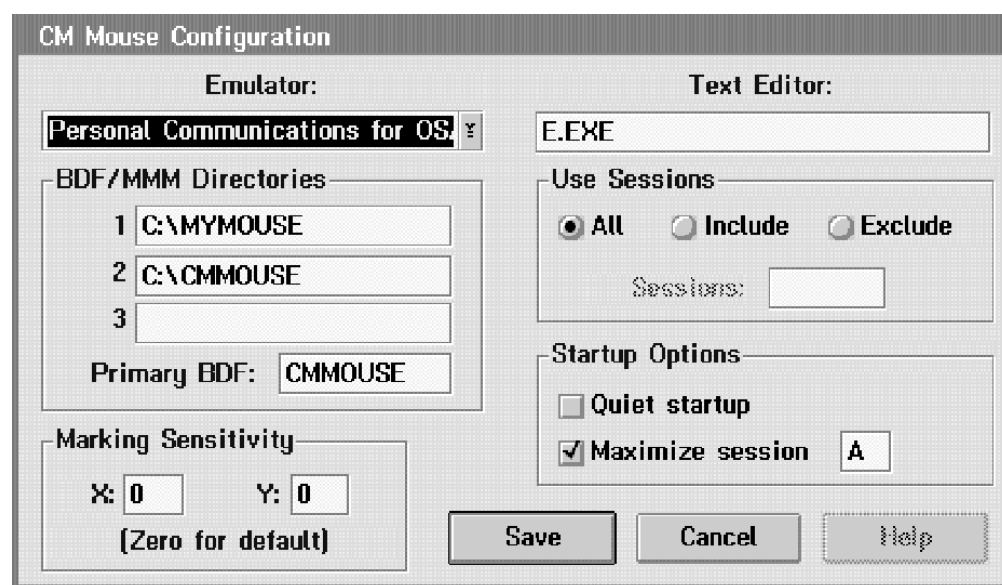 CM Mouse Configuration
Emulator:
Personal Communications for OS/
BDF/MMM Directories
1 C:\MYMOUSE
2 C:\CMMOUSE
3
Primary BDF: CMMOUSE
Marking Sensitivity
X: 0 Y: 0
(Zero for default)
Text Editor:
E.EXE
Use Sessions
All Include Exclude
Sessions:
Startup Options
Quiet startup
Maximize session A
Save Cancel Help